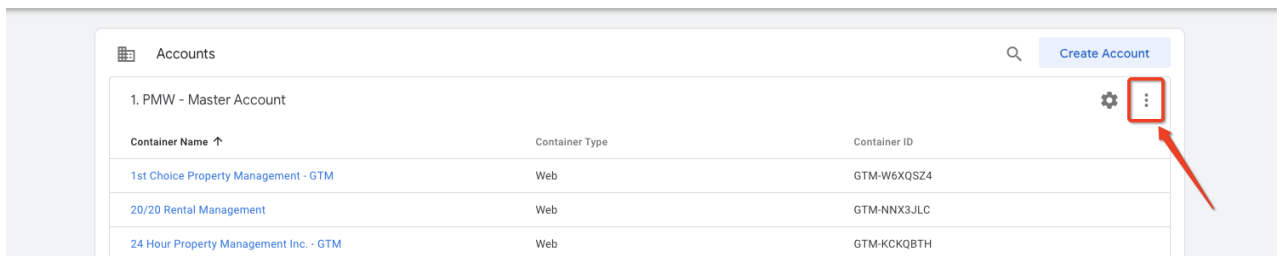 Accounts
Create Account
1. PMW - Master Account
Container Name ↑ Container Type Container ID
1st Choice Property Management - GTM Web GTM-W6XQSZ4
20/20 Rental Management Web GTM-NNX3JLC
24 Hour Property Management Inc. - GTM Web GTM-KCKQBTH